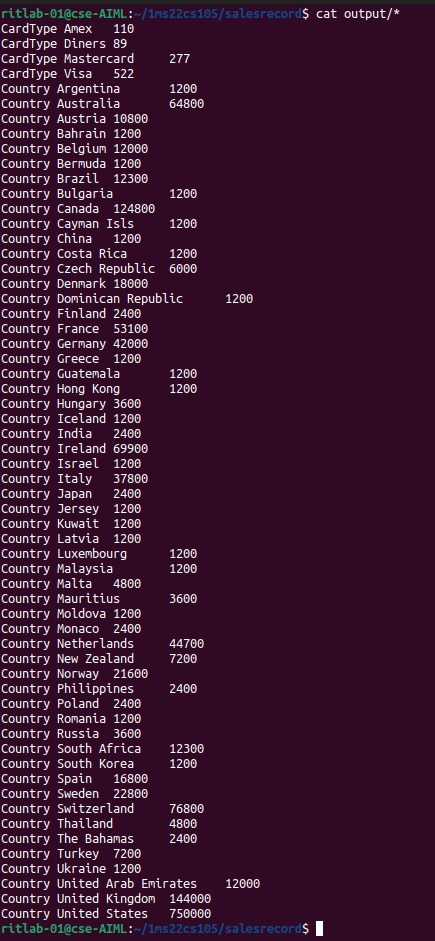 ritlab-01@cse-AIML:~/1ms22cs105/salesrecord$ cat output/*
CardType Amex	110
CardType Diners	89
CardType Mastercard	277
CardType Visa	522
Country Argentina	1200
Country Australia	64800
Country Austria	10800
Country Bahrain	1200
Country Belgium	12000
Country Bermuda	1200
Country Brazil	12300
Country Bulgaria	1200
Country Canada	124800
Country Cayman Isls	1200
Country China	1200
Country Costa Rica	1200
Country Czech Republic	6000
Country Denmark	18000
Country Dominican Republic	1200
Country Finland	2400
Country France	53100
Country Germany	42000
Country Greece	1200
Country Guatemala	1200
Country Hong Kong	1200
Country Hungary	3600
Country Iceland	1200
Country India	2400
Country Ireland	69900
Country Israel	1200
Country Italy	37800
Country Japan	2400
Country Jersey	1200
Country Kuwait	1200
Country Latvia	1200
Country Luxembourg	1200
Country Malaysia	1200
Country Malta	4800
Country Mauritius	3600
Country Moldova	1200
Country Monaco	2400
Country Netherlands	44700
Country New Zealand	7200
Country Norway	21600
Country Philippines	2400
Country Poland	2400
Country Romania	1200
Country Russia	3600
Country South Africa	12300
Country South Korea	1200
Country Spain	16800
Country Sweden	22800
Country Switzerland	76800
Country Thailand	4800
Country The Bahamas	2400
Country Turkey	7200
Country Ukraine	1200
Country United Arab Emirates	12000
Country United Kingdom	144000
Country United States	750000
ritlab-01@cse-AIML:~/1ms22cs105/salesrecord$